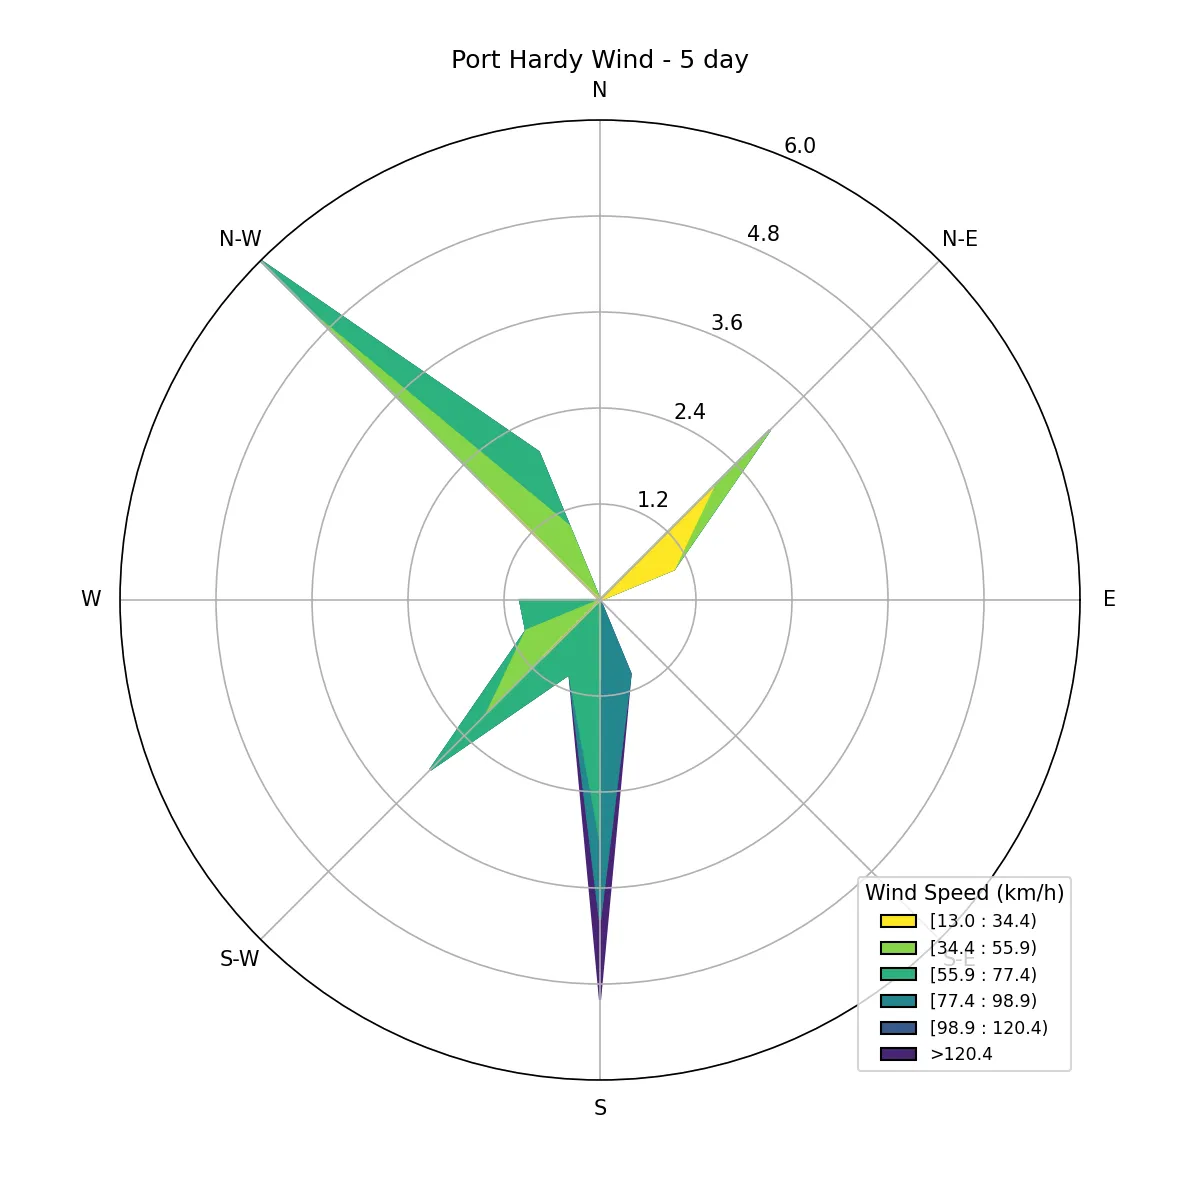 Port Hardy Wind - 5 day
N
6.0
N-W
N-E
4.8
3.6
2.4
1.2
W
E
Wind Speed (km/h)
[13.0 : 34.4)
[34.4 : 55.9)
S-W
S-E
[55.9 : 77.4)
[77.4 : 98.9)
[98.9 : 120.4)
>120.4
S